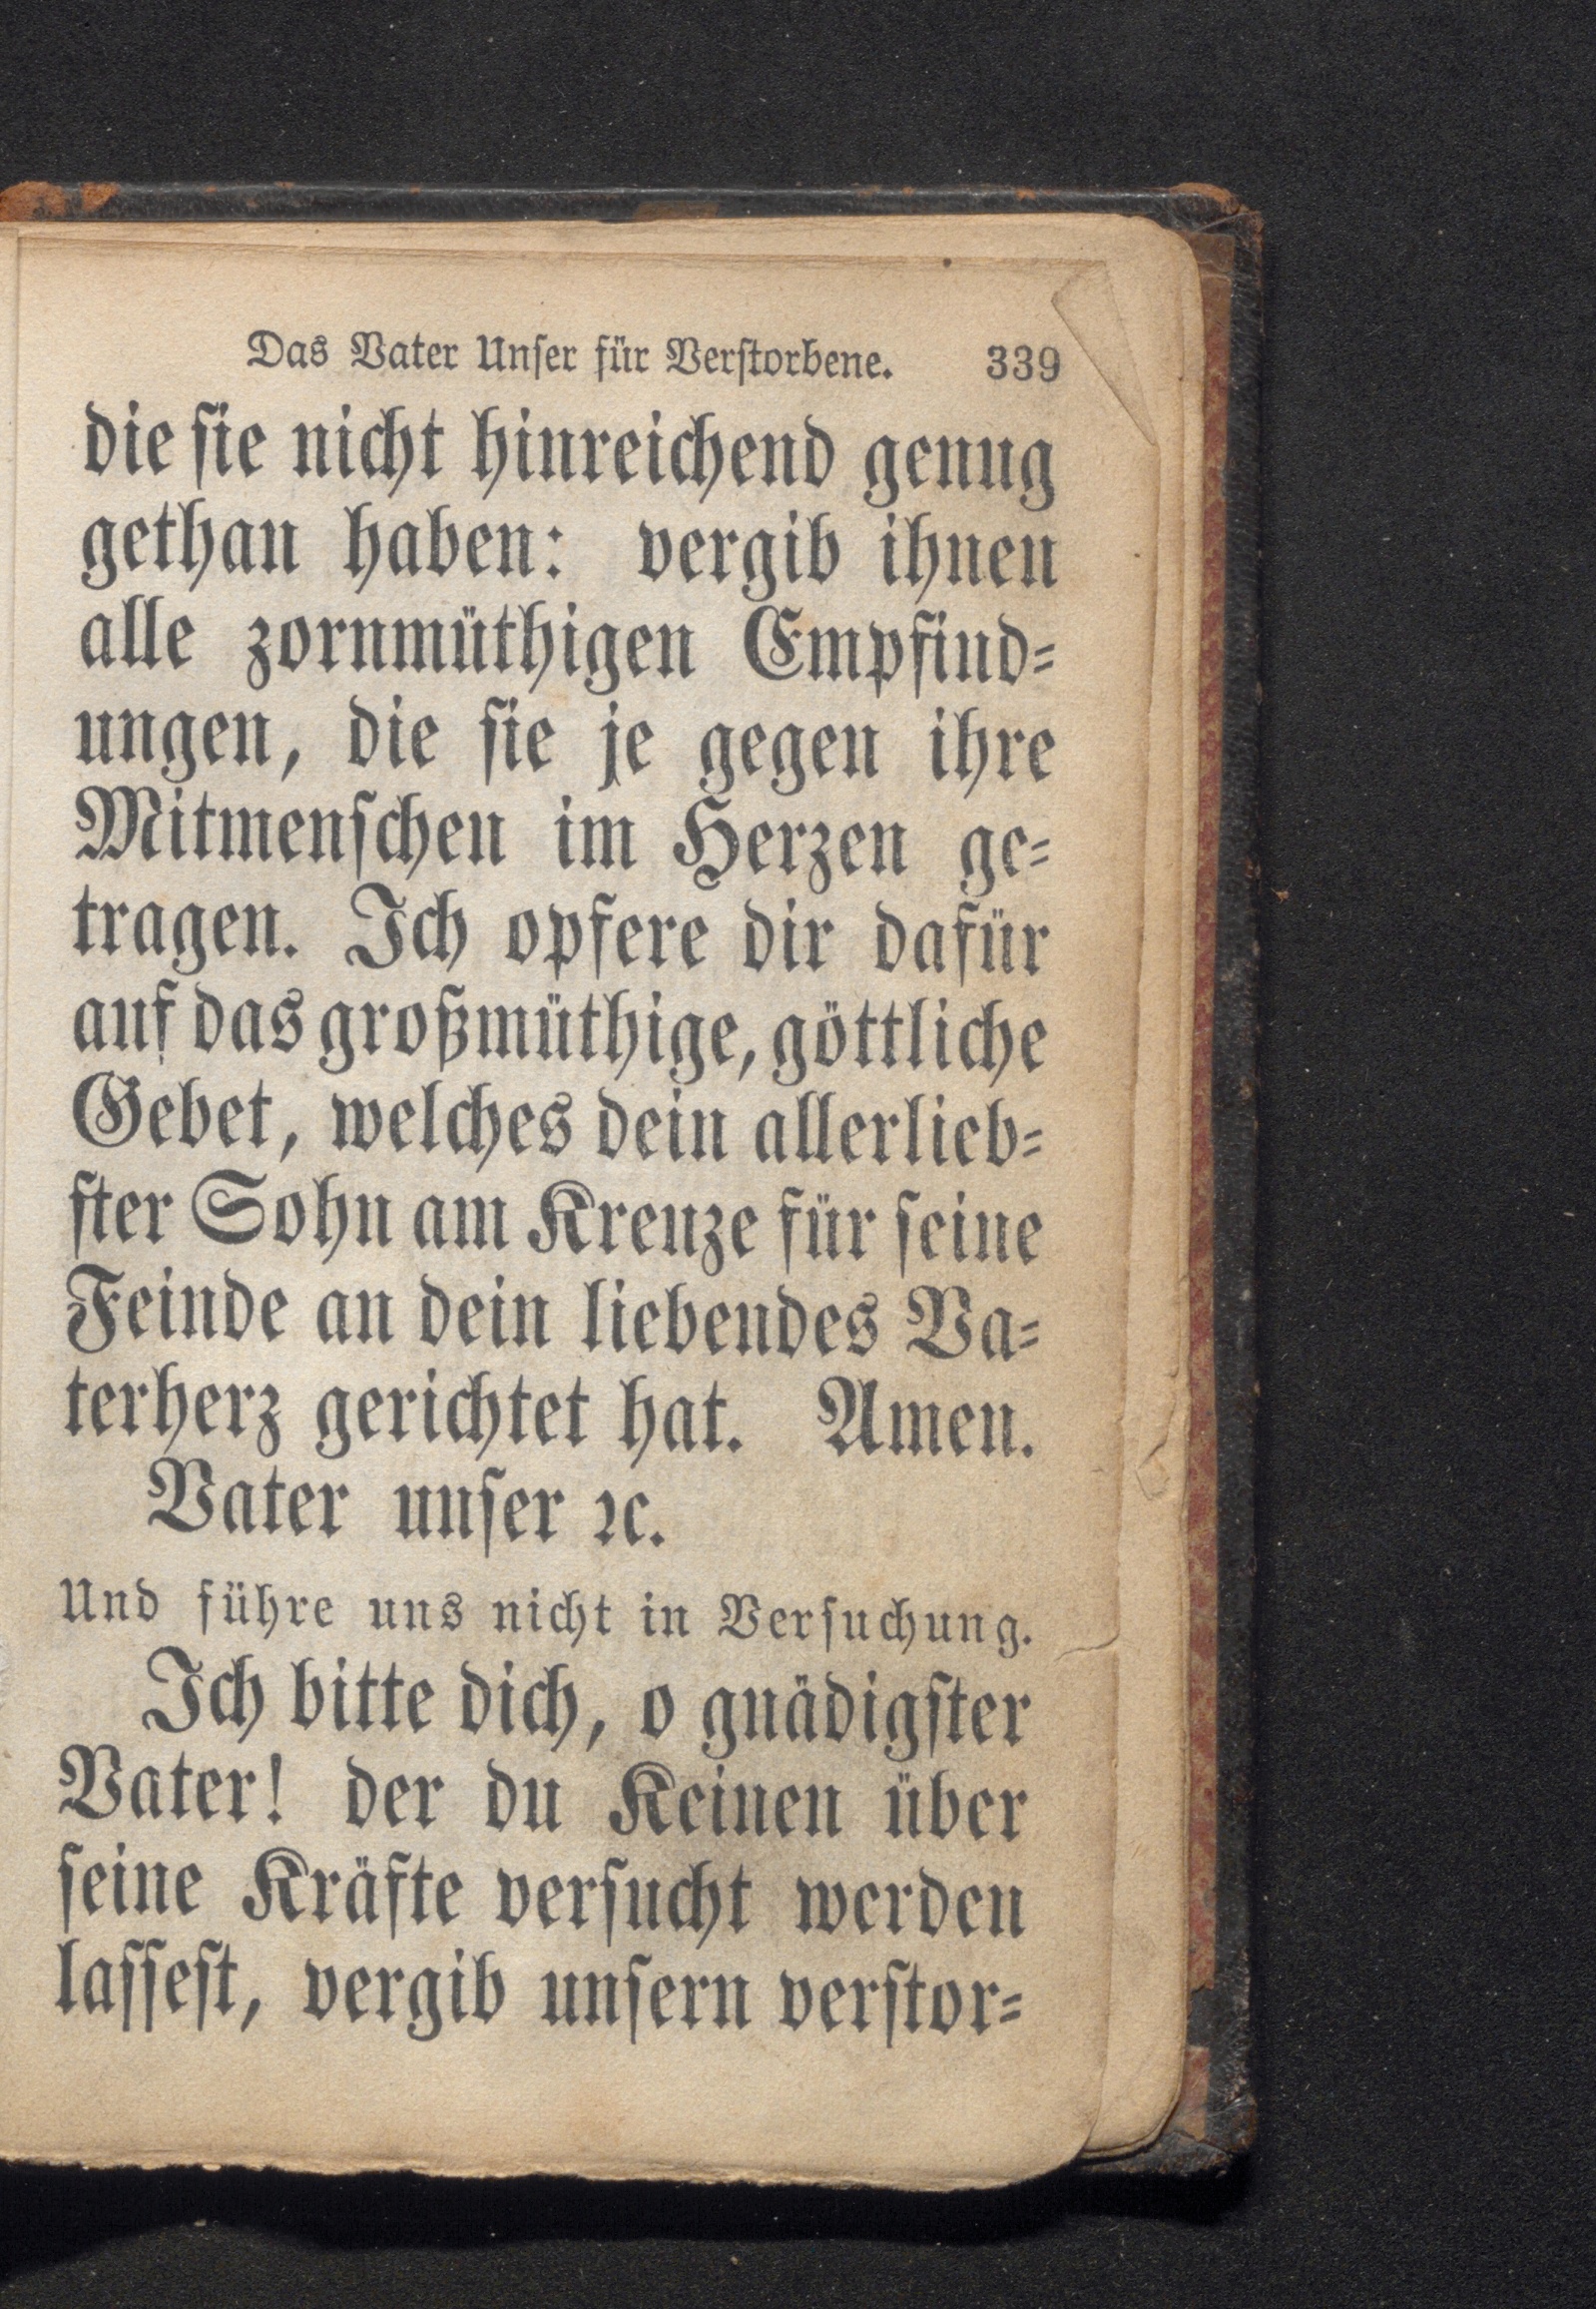 Das Vater Unser für Verstorbene. 339
die sie nicht hinreichend genug
gethan haben: vergib ihnen
alle zornmüthigen Empfind=
ungen, die sie je gegen ihre
Mitmenschen im Herzen ge=
tragen. Ich opfere dir dafür
auf das großmüthige, göttliche
Gebet, welches dein allerlieb=
ster Sohn am Kreuze für seine
Feinde an dein liebendes Va=
terherz gerichtet hat. Amen.
Vater unser ꝛc.
Und führe uns nicht in Versuchung.
Ich bitte dich, o gnädigster
Vater! der du Keinen über
seine Kräfte versucht werden
lassest, vergib unsern verstor=